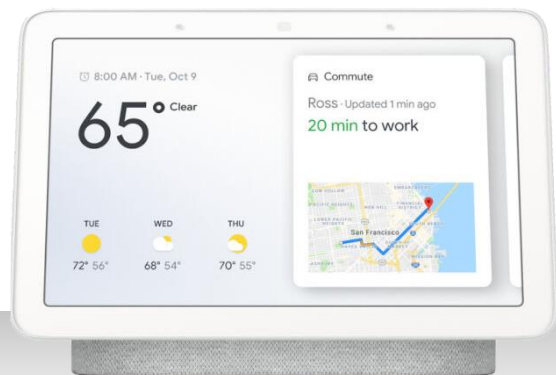 8:00 AM · Tue, Oct 9
65° Clear
TUE
72° 56°
WED
68° 54°
THU
70° 55°
Commute
Ross · Updated 1 min ago
20 min to work
San Francisco